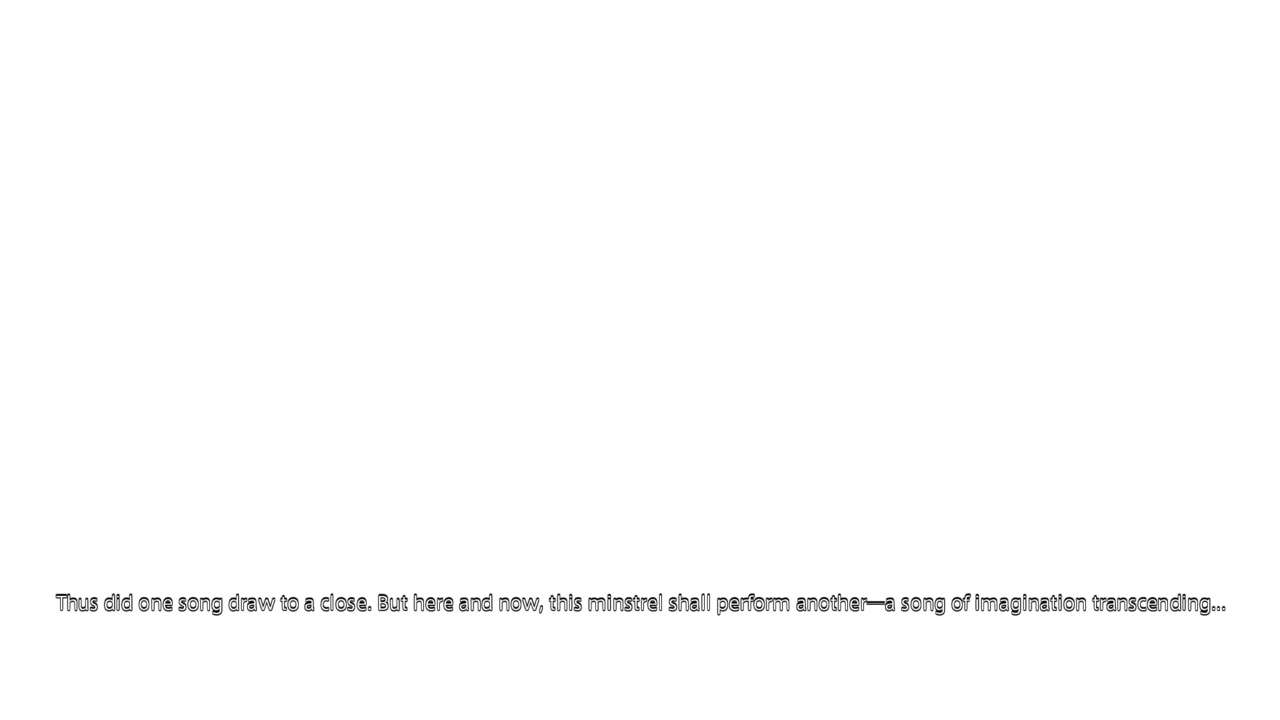 Thus did one song draw to a close. But here and now, this minstrel shall perform another—a song of imagination transcending...